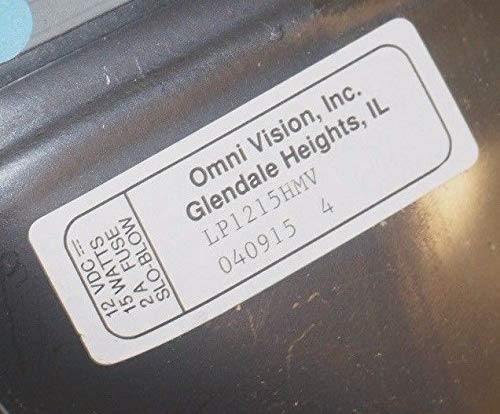 Omni Vision, Inc.
Glendale Heights, IL
LP1215HMV
040915 4
12 VDC⎓
15 WATTS
2 A FUSE
SLO-BLOW